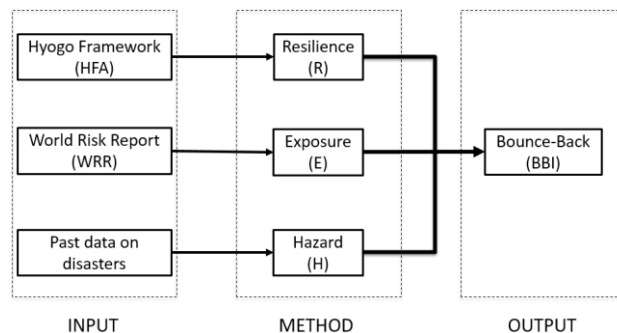 Hyogo Framework
(HFA)
Resilience
(R)
World Risk Report
(WRR)
Exposure
(E)
Bounce-Back
(BBI)
Past data on
disasters
Hazard
(H)
INPUT
METHOD
OUTPUT